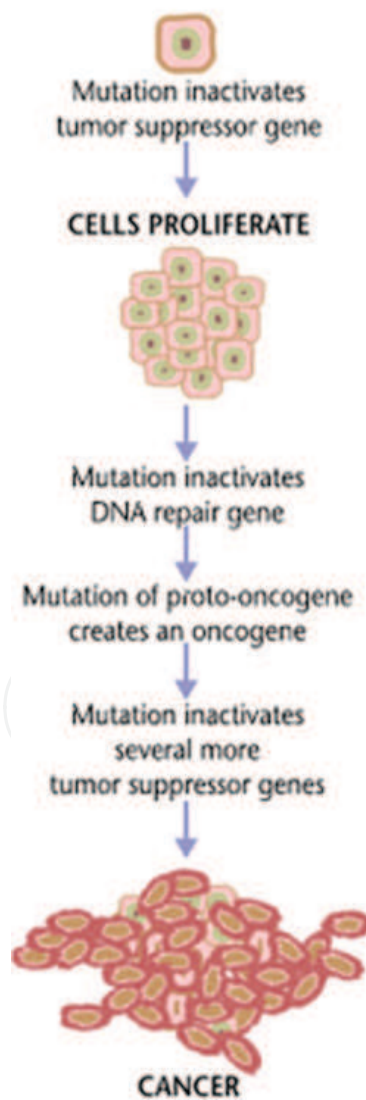 Mutation inactivates
tumor suppressor gene
CELLS PROLIFERATE
Mutation inactivates
DNA repair gene
Mutation of proto-oncogene
creates an oncogene
Mutation inactivates
several more
tumor suppressor genes
CANCER